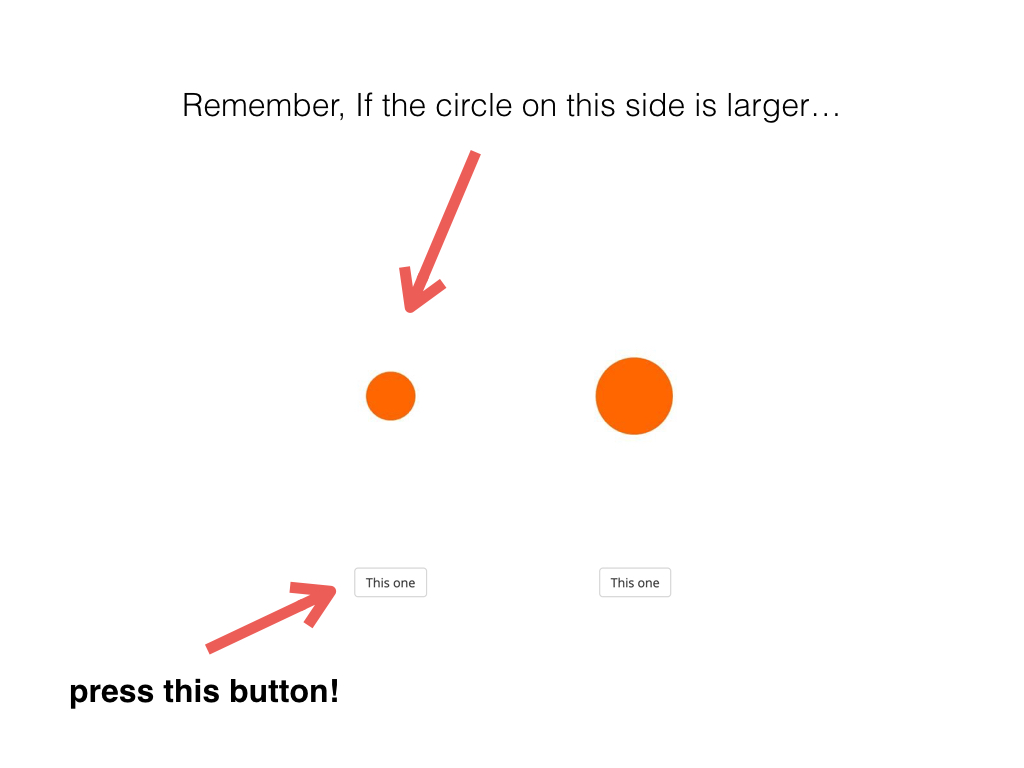 Remember, If the circle on this side is larger…
This one
This one
press this button!